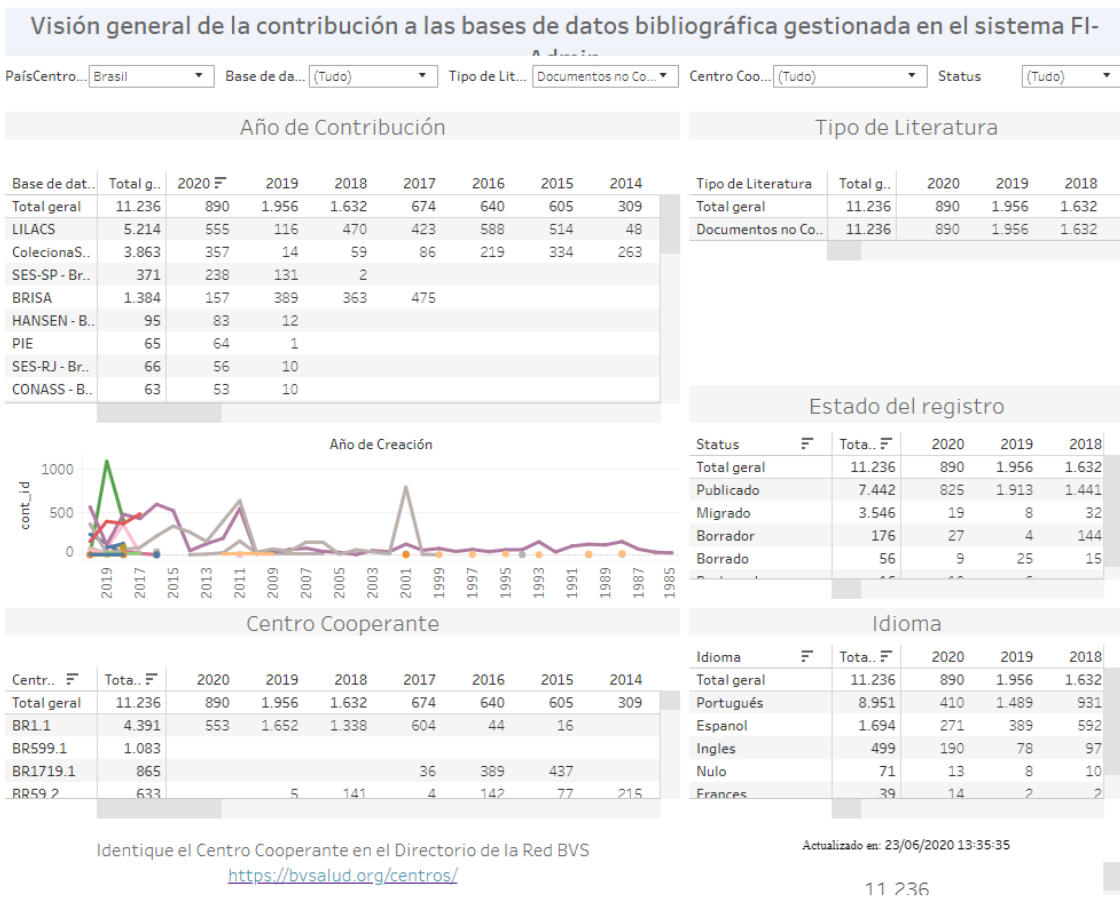 Visión general de la contribución a las bases de datos bibliográfica gestionada en el sistema FI-
Admin
PaísCentro... Brasil Base de da... (Tudo) Tipo de Lit... Documentos no Co... Centro Coo... (Tudo) Status (Tudo)
Año de Contribución
Base de dat.. Total g.. 2020 2019 2018 2017 2016 2015 2014
Total geral 11.236 890 1.956 1.632 674 640 605 309
LILACS 5.214 555 116 470 423 588 514 48
ColecionaS.. 3.863 357 14 59 86 219 334 263
SES-SP - Br.. 371 238 131 2
BRISA 1.384 157 389 363 475
HANSEN - B.. 95 83 12
PIE 65 64 1
SES-RJ - Br.. 66 56 10
CONASS - B.. 63 53 10
Tipo de Literatura
Tipo de Literatura Total g.. 2020 2019 2018
Total geral 11.236 890 1.956 1.632
Documentos no Co.. 11.236 890 1.956 1.632
Año de Creación
cont_id
1000
500
0
2019 2017 2015 2013 2011 2009 2007 2005 2003 2001 1999 1997 1995 1993 1991 1989 1987 1985
Estado del registro
Status Tota.. 2020 2019 2018
Total geral 11.236 890 1.956 1.632
Publicado 7.442 825 1.913 1.441
Migrado 3.546 19 8 32
Borrador 176 27 4 144
Borrado 56 9 25 15
Centro Cooperante
Centr.. Tota.. 2020 2019 2018 2017 2016 2015 2014
Total geral 11.236 890 1.956 1.632 674 640 605 309
BR1.1 4.391 553 1.652 1.338 604 44 16
BR599.1 1.083
BR1719.1 865 36 389 437
BR59.2 633 5 141 4 142 77 215
Idioma
Idioma Tota.. 2020 2019 2018
Total geral 11.236 890 1.956 1.632
Portugués 8.951 410 1.489 931
Espanol 1.694 271 389 592
Ingles 499 190 78 97
Nulo 71 13 8 10
Frances 39 14 2 2
Identique el Centro Cooperante en el Directorio de la Red BVS
https://bvsalud.org/centros/
Actualizado en: 23/06/2020 13:35:35
11.236